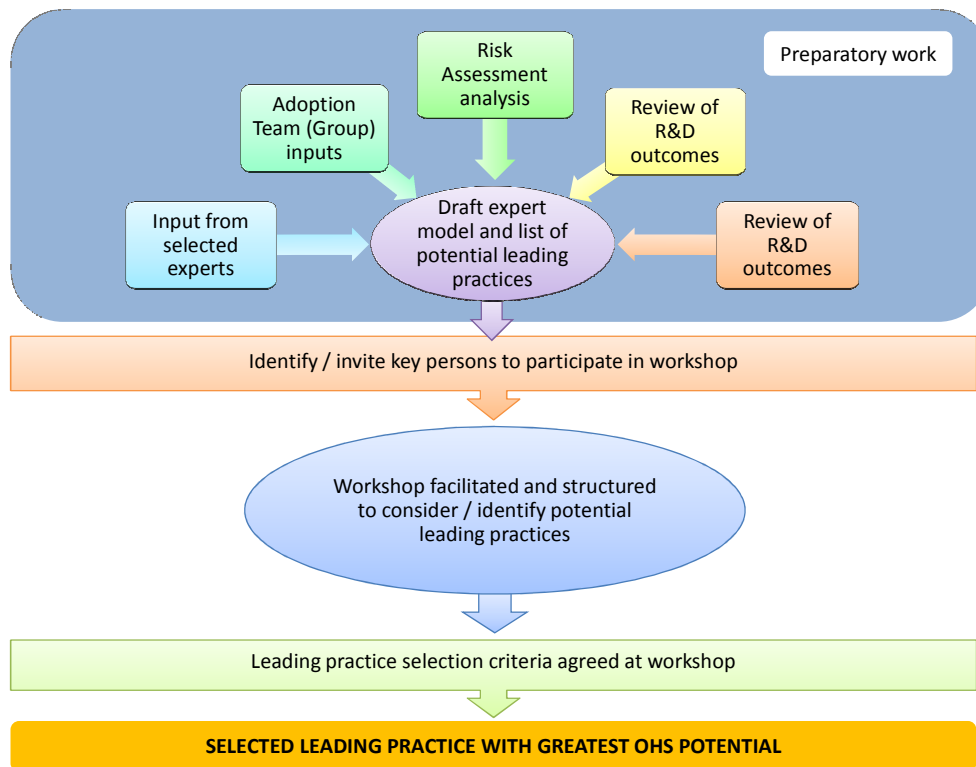 Preparatory work
Risk
Assessment
analysis
Adoption
Team (Group)
inputs
Review of
R&D
outcomes
Input from
selected
experts
Draft expert
model and list of
potential leading
practices
Review of
R&D
outcomes
Identify / invite key persons to participate in workshop
Workshop facilitated and structured
to consider / identify potential
leading practices
Leading practice selection criteria agreed at workshop
SELECTED LEADING PRACTICE WITH GREATEST OHS POTENTIAL